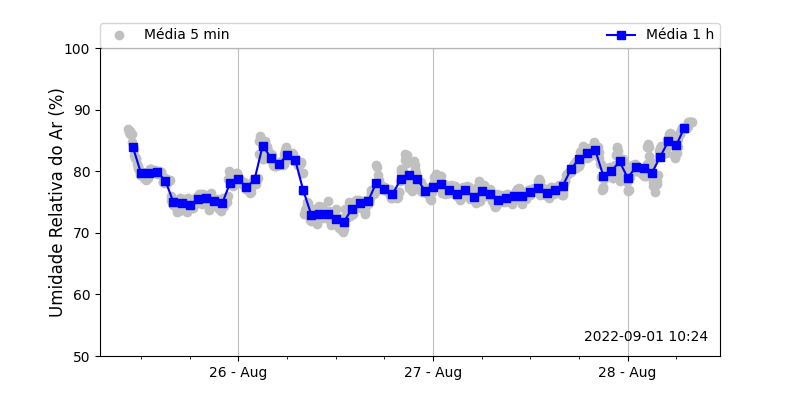 Média 5 min
Média 1 h
Umidade Relativa do Ar (%)
100
90
80
70
60
50
26 - Aug
27 - Aug
28 - Aug
2022-09-01 10:24